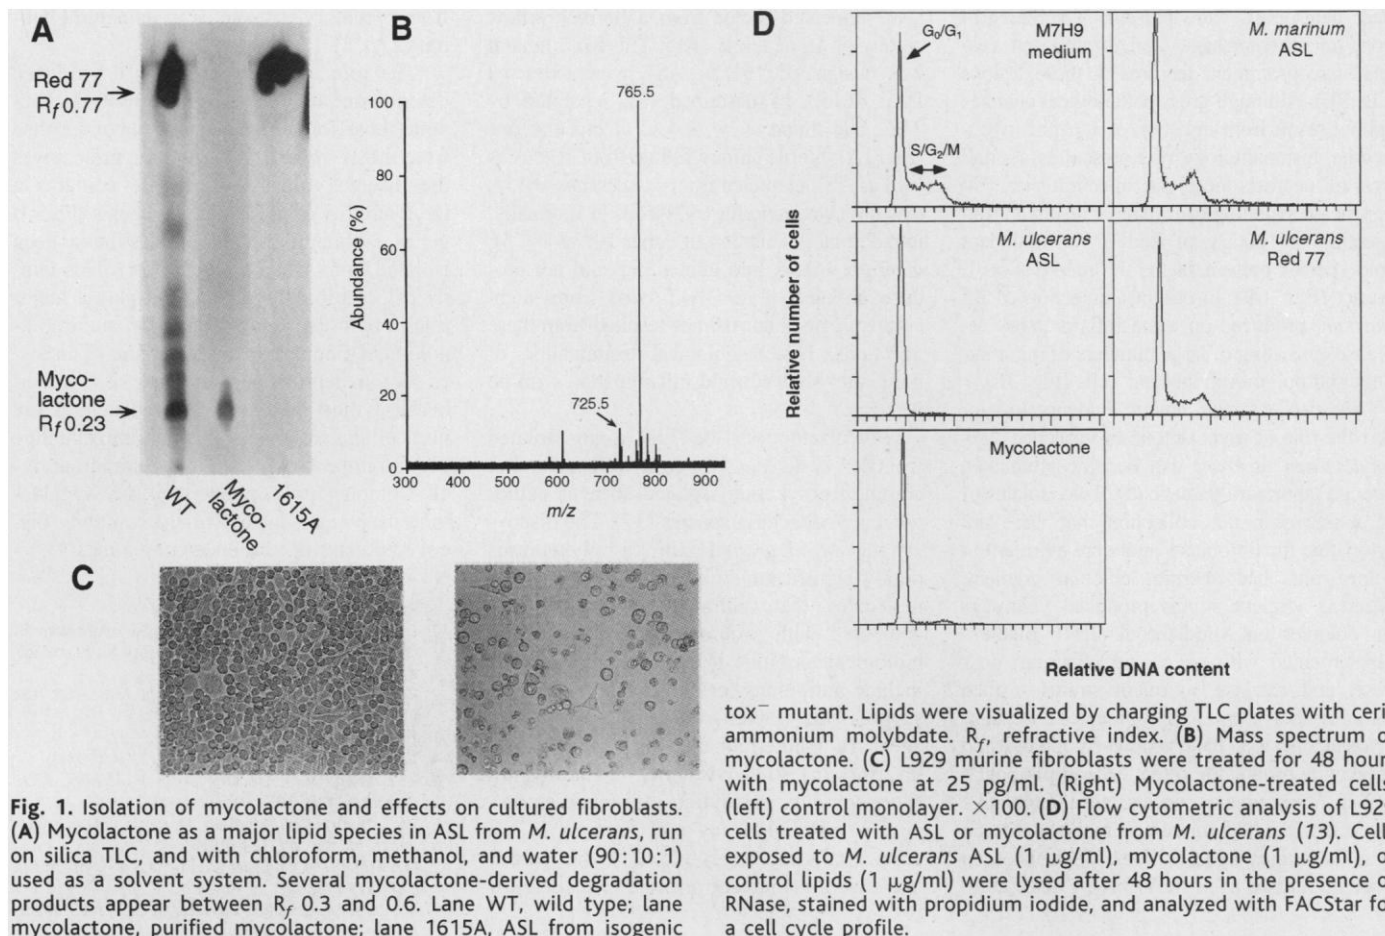 A
Red 77
Rf 0.77
Myco-
lactone
Rf 0.23
WT
Myco-
lactone
1615A
B
Abundance (%)
100
80
60
40
20
0
765.5
725.5
300 400 500 600 700 800 900
m/z
C
D
Relative number of cells
G0/G1
M7H9
medium
S/G2/M
M. marinum
ASL
M. ulcerans
ASL
M. ulcerans
Red 77
Mycolactone
Relative DNA content
Fig. 1. Isolation of mycolactone and effects on cultured fibroblasts.
(A) Mycolactone as a major lipid species in ASL from M. ulcerans, run
on silica TLC, and with chloroform, methanol, and water (90:10:1)
used as a solvent system. Several mycolactone-derived degradation
products appear between Rf 0.3 and 0.6. Lane WT, wild type; lane
mycolactone, purified mycolactone; lane 1615A, ASL from isogenic
tox− mutant. Lipids were visualized by charging TLC plates with ceri
ammonium molybdate. Rf, refractive index. (B) Mass spectrum o
mycolactone. (C) L929 murine fibroblasts were treated for 48 hour
with mycolactone at 25 pg/ml. (Right) Mycolactone-treated cells
(left) control monolayer. ×100. (D) Flow cytometric analysis of L92
cells treated with ASL or mycolactone from M. ulcerans (13). Cell
exposed to M. ulcerans ASL (1 μg/ml), mycolactone (1 μg/ml), o
control lipids (1 μg/ml) were lysed after 48 hours in the presence o
RNase, stained with propidium iodide, and analyzed with FACStar fo
a cell cycle profile.